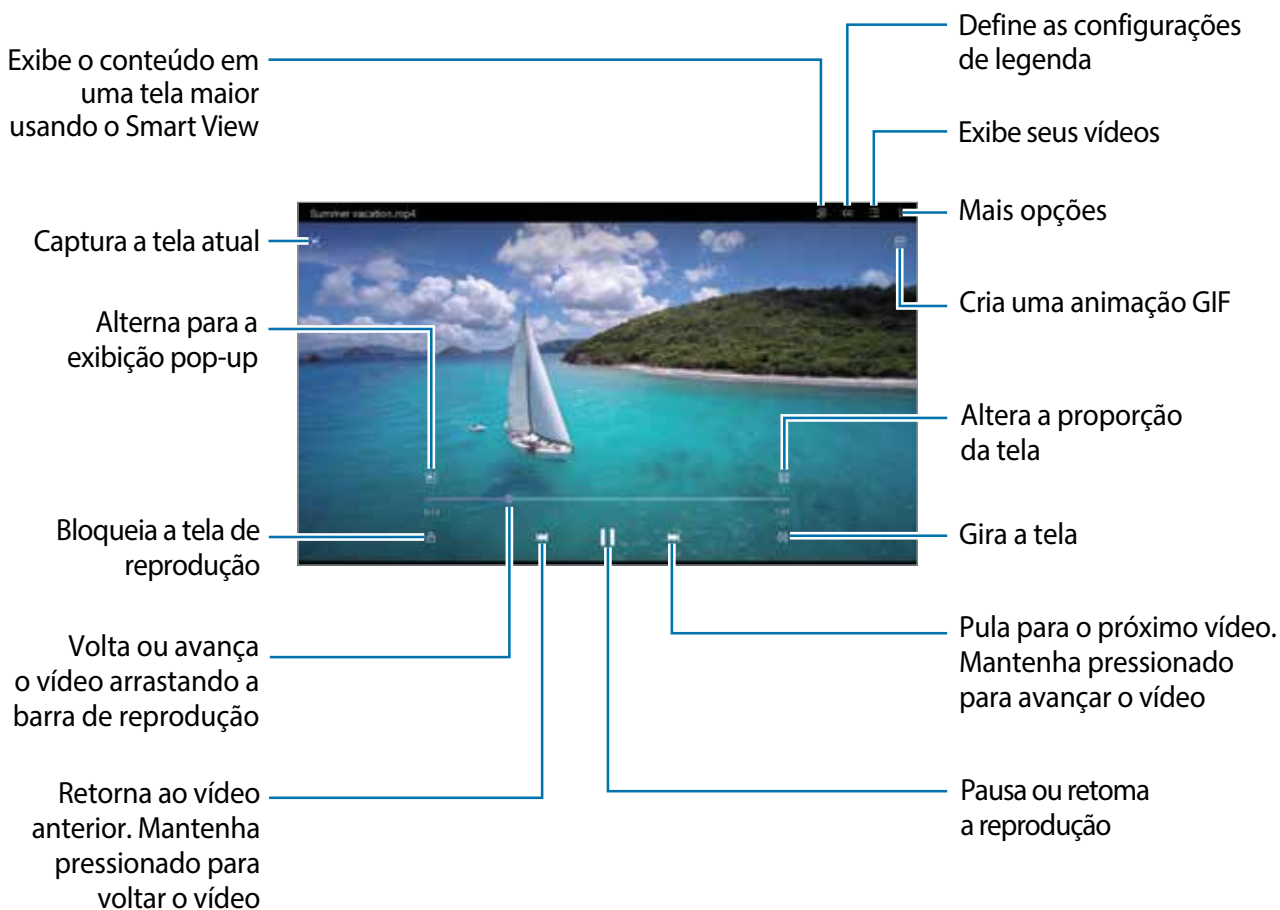 Define as configurações
de legenda
Exibe o conteúdo em
uma tela maior
usando o Smart View
Exibe seus vídeos
Mais opções
Summer vacation.mp4
Captura a tela atual
Cria uma animação GIF
Alterna para a
exibição pop-up
Altera a proporção
da tela
Bloqueia a tela de
reprodução
Gira a tela
Volta ou avança
o vídeo arrastando a
barra de reprodução
Pula para o próximo vídeo.
Mantenha pressionado
para avançar o vídeo
Retorna ao vídeo
anterior. Mantenha
pressionado para
voltar o vídeo
Pausa ou retoma
a reprodução